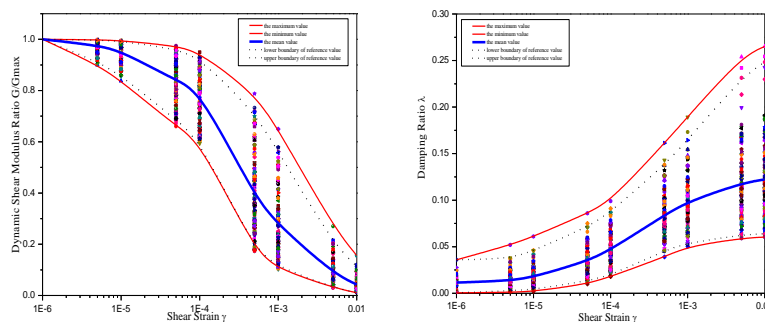 the maximum value
the minimum value
the mean value
lower boundary of reference value
upper boundary of reference value
Dynamic Shear Modulus Ratio G/Gmax
1.0
0.8
0.6
0.4
0.2
0.0
1E-6
1E-5
1E-4
1E-3
0.01
Shear Strain γ
the maximum value
the minimum value
the mean value
lower boundary of reference value
upper boundary of reference value
Damping Ratio λ
0.30
0.25
0.20
0.15
0.10
0.05
0.00
1E-6
1E-5
1E-4
1E-3
Shear Strain γ